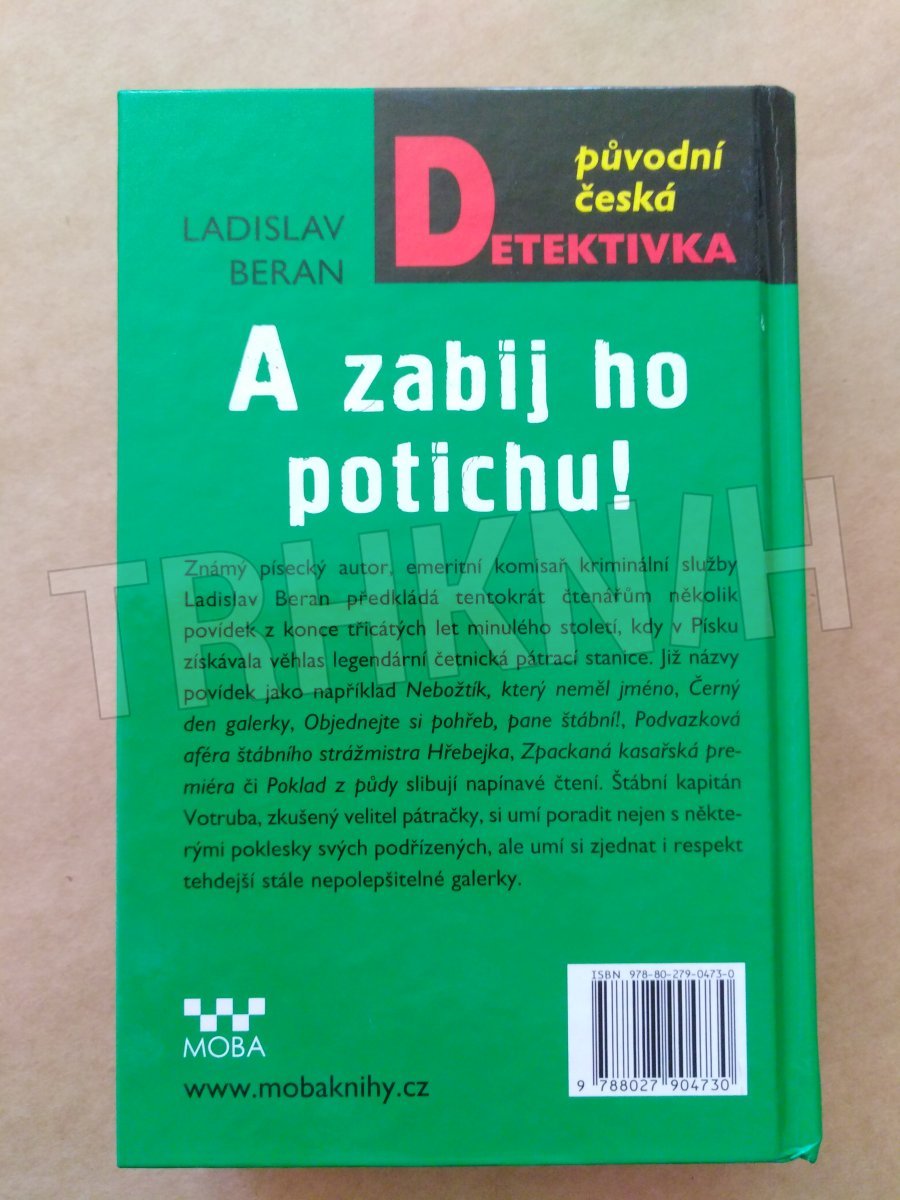 původní
česká
DETEKTIVKA
LADISLAV
BERAN
A zabij ho
potichu!
Známý písecký autor, emeritní komisař kriminální služby
Ladislav Beran předkládá tentokrát čtenářům několik
povídek z konce třicátých let minulého století, kdy v Písku
získávala věhlas legendární četnická pátrací stanice. Již názvy
povídek jako například Nebožtík, který neměl jméno, Černý
den galerky, Objednejte si pohřeb, pane štábní!, Podvazková
aféra štábního strážmistra Hřebejka, Zpackaná kasařská pre-
miéra či Poklad z půdy slibují napínavé čtení. Štábní kapitán
Votruba, zkušený velitel pátračky, si umí poradit nejen s někte-
rými poklesky svých podřízených, ale umí si zjednat i respekt
tehdejší stále nepolepšitelné galerky.
TRHKNIH
ISBN 978-80-279-0473-0
9 788027 904730
MOBA
www.mobaknihy.cz